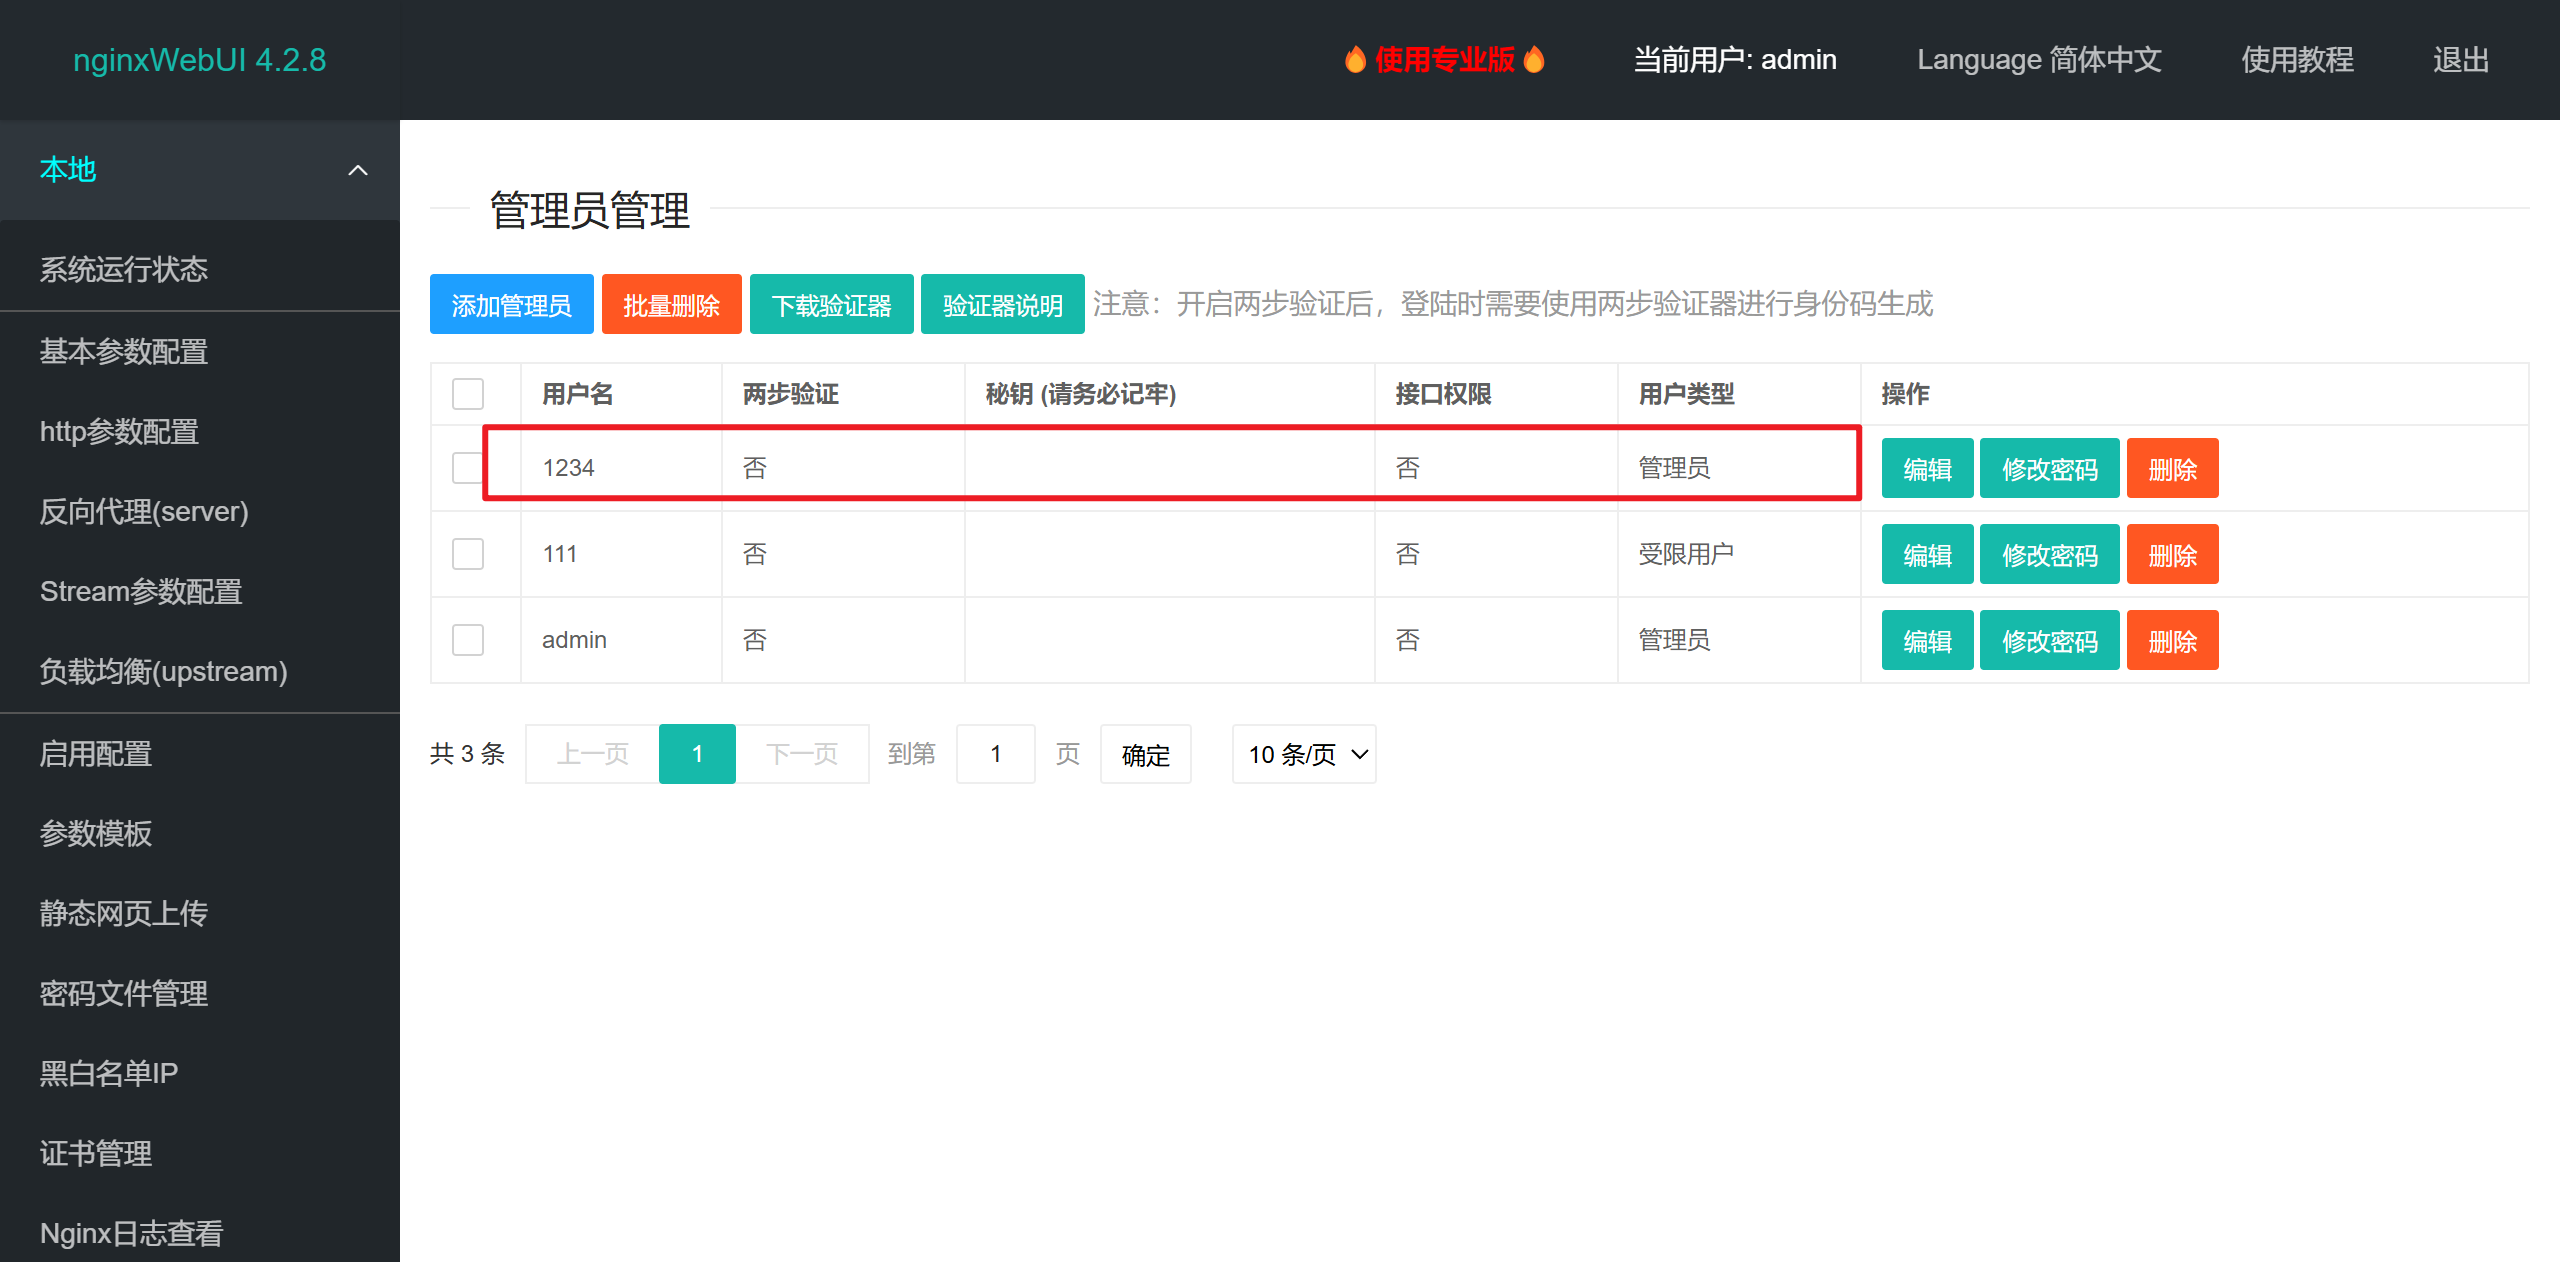 nginxWebUI 4.2.8
使用专业版
当前用户: admin
Language 简体中文
使用教程
退出
本地
系统运行状态
基本参数配置
http参数配置
反向代理(server)
Stream参数配置
负载均衡(upstream)
启用配置
参数模板
静态网页上传
密码文件管理
黑白名单IP
证书管理
Nginx日志查看
管理员管理
添加管理员 批量删除 下载验证器 验证器说明 注意：开启两步验证后，登陆时需要使用两步验证器进行身份码生成
用户名 两步验证 秘钥 (请务必记牢) 接口权限 用户类型 操作
1234 否 否 管理员 编辑 修改密码 删除
111 否 否 受限用户 编辑 修改密码 删除
admin 否 否 管理员 编辑 修改密码 删除
共 3 条 上一页 1 下一页 到第 1 页 确定 10 条/页